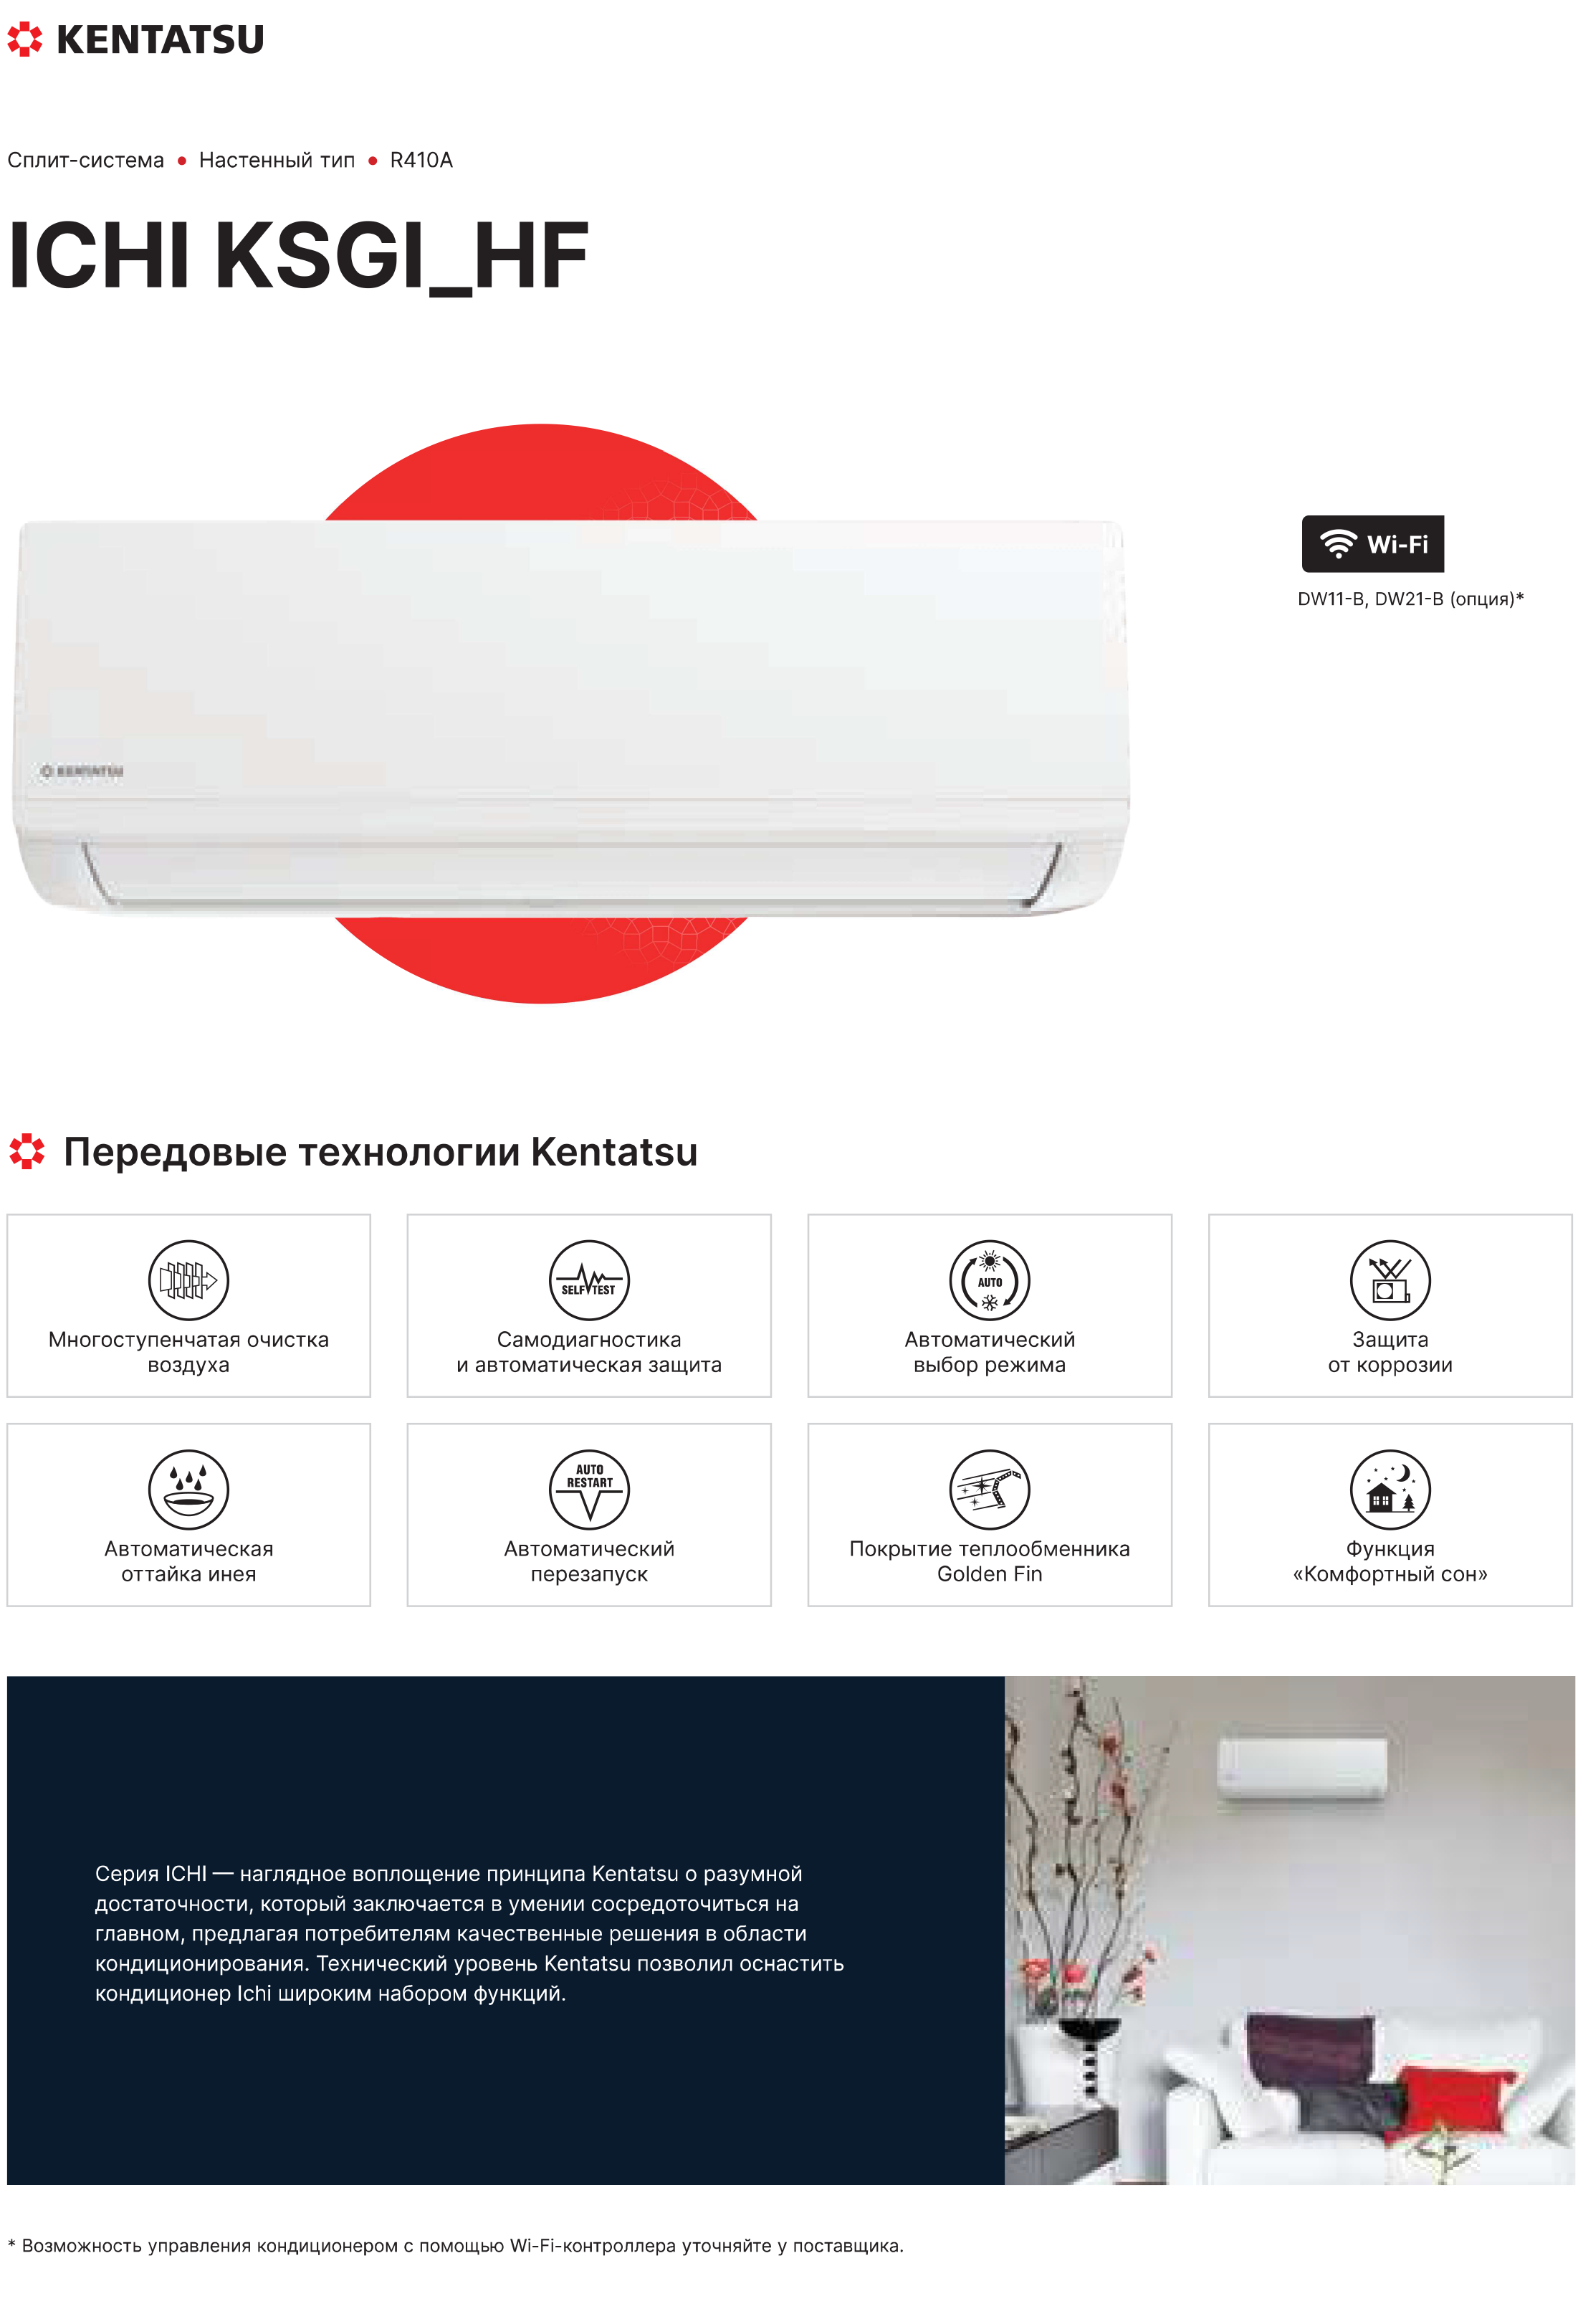 KENTATSU
Сплит-система • Настенный тип • R410A
ICHI KSGI_HF
Wi-Fi
DW11-B, DW21-B (опция)*
KENTATSU
Передовые технологии Kentatsu
Многоступенчатая очистка
воздуха
SELF TEST
Самодиагностика
и автоматическая защита
AUTO
Автоматический
выбор режима
Защита
от коррозии
Автоматическая
оттайка инея
AUTO
RESTART
Автоматический
перезапуск
Покрытие теплообменника
Golden Fin
Функция
«Комфортный сон»
Серия ICHI — наглядное воплощение принципа Kentatsu о разумной
достаточности, который заключается в умении сосредоточиться на
главном, предлагая потребителям качественные решения в области
кондиционирования. Технический уровень Kentatsu позволил оснастить
кондиционер Ichi широким набором функций.
* Возможность управления кондиционером с помощью Wi-Fi-контроллера уточняйте у поставщика.